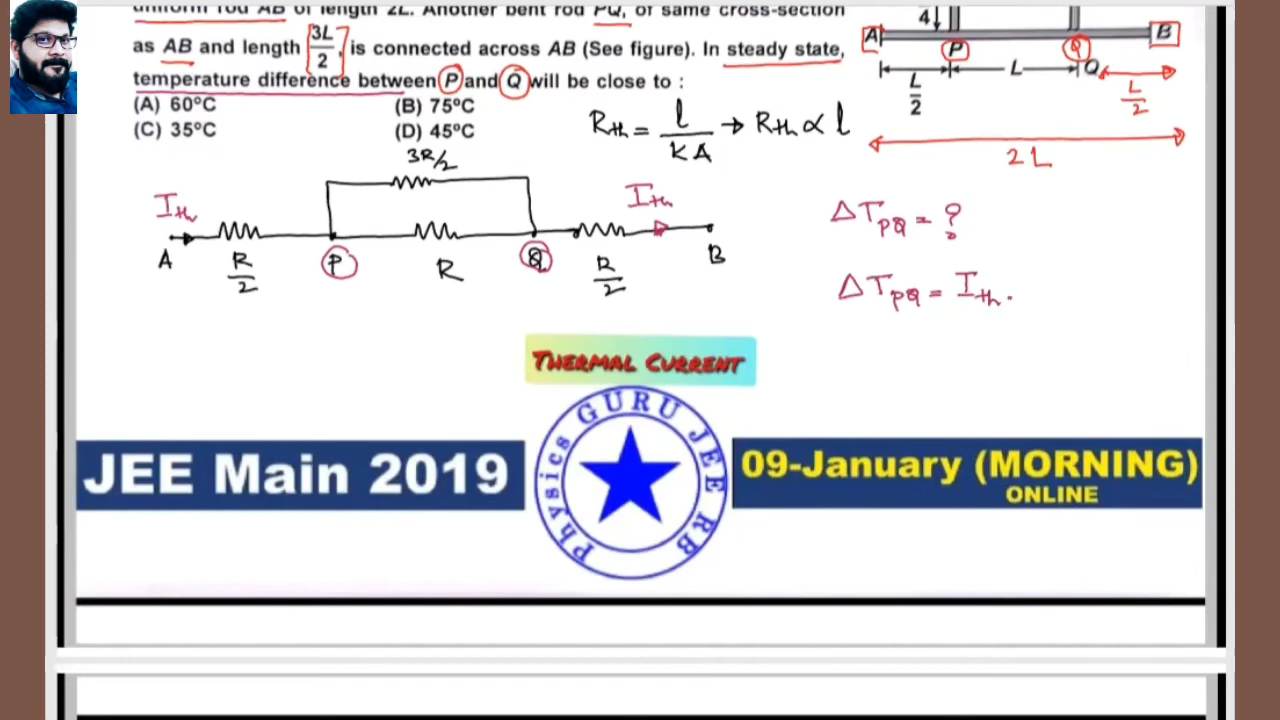 uniform rod AB of length 2L. Another bent rod PQ, of same cross-section
as AB and length 3L/2, is connected across AB (See figure). In steady state,
temperature difference between P and Q will be close to :
(A) 60°C (B) 75°C
(C) 35°C (D) 45°C
4
A P Q B
L/2 L Q L/2
2L
Rth = l/KA → Rth ∝ l
3R/2
Ith Ith
A R/2 P R Q R/2 B
ΔTPQ = ?
ΔTPQ = Ith.
THERMAL CURRENT
JEE Main 2019
Physics GURU JEE RB
09-January (MORNING)
ONLINE